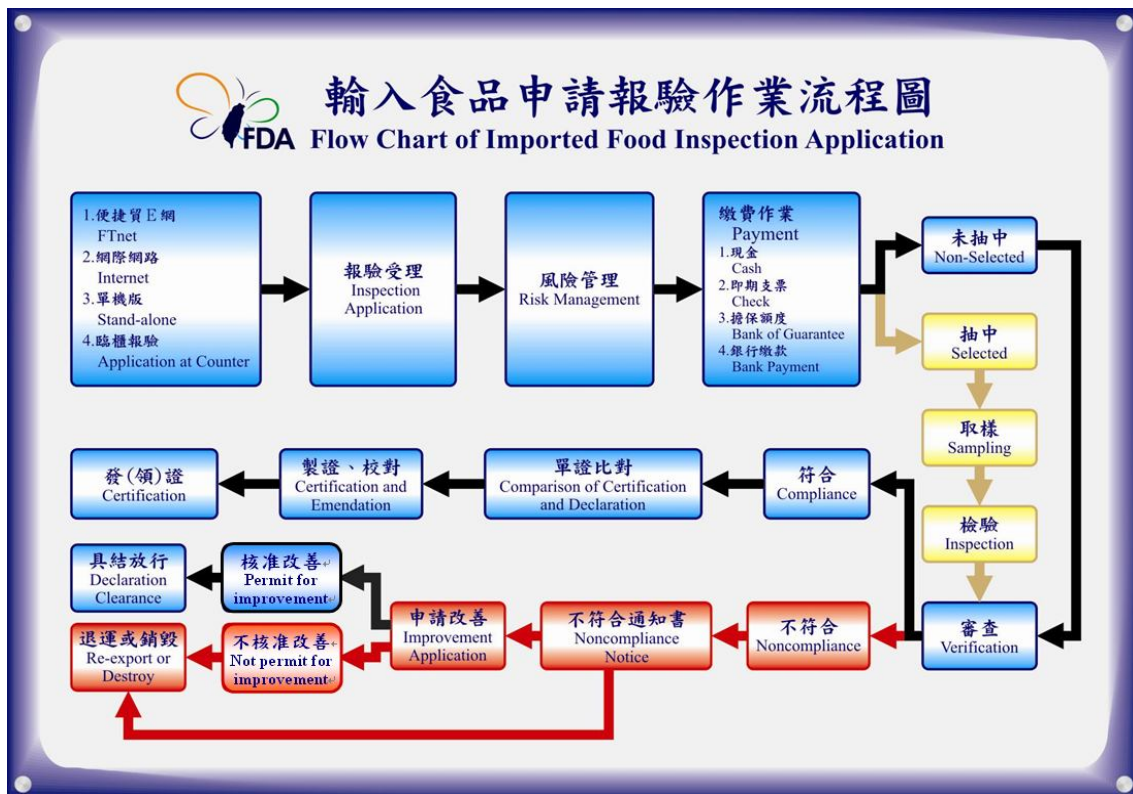 輸入食品申請報驗作業流程圖
FDA
Flow Chart of Imported Food Inspection Application
1.便捷貿E網
FTnet
2.網際網路
Internet
3.單機版
Stand-alone
4.臨櫃報驗
Application at Counter
報驗受理
Inspection
Application
風險管理
Risk Management
繳費作業
Payment
1.現金
Cash
2.即期支票
Check
3.擔保額度
Bank of Guarantee
4.銀行繳款
Bank Payment
未抽中
Non-Selected
抽中
Selected
取樣
Sampling
檢驗
Inspection
審查
Verification
符合
Compliance
單證比對
Comparison of Certification
and Declaration
製證、校對
Certification and
Emendation
發(領)證
Certification
不符合
Noncompliance
不符合通知書
Noncompliance
Notice
申請改善
Improvement
Application
核准改善
Permit for
improvement
具結放行
Declaration
Clearance
不核准改善
Not permit for
improvement
退運或銷毀
Re-export or
Destroy